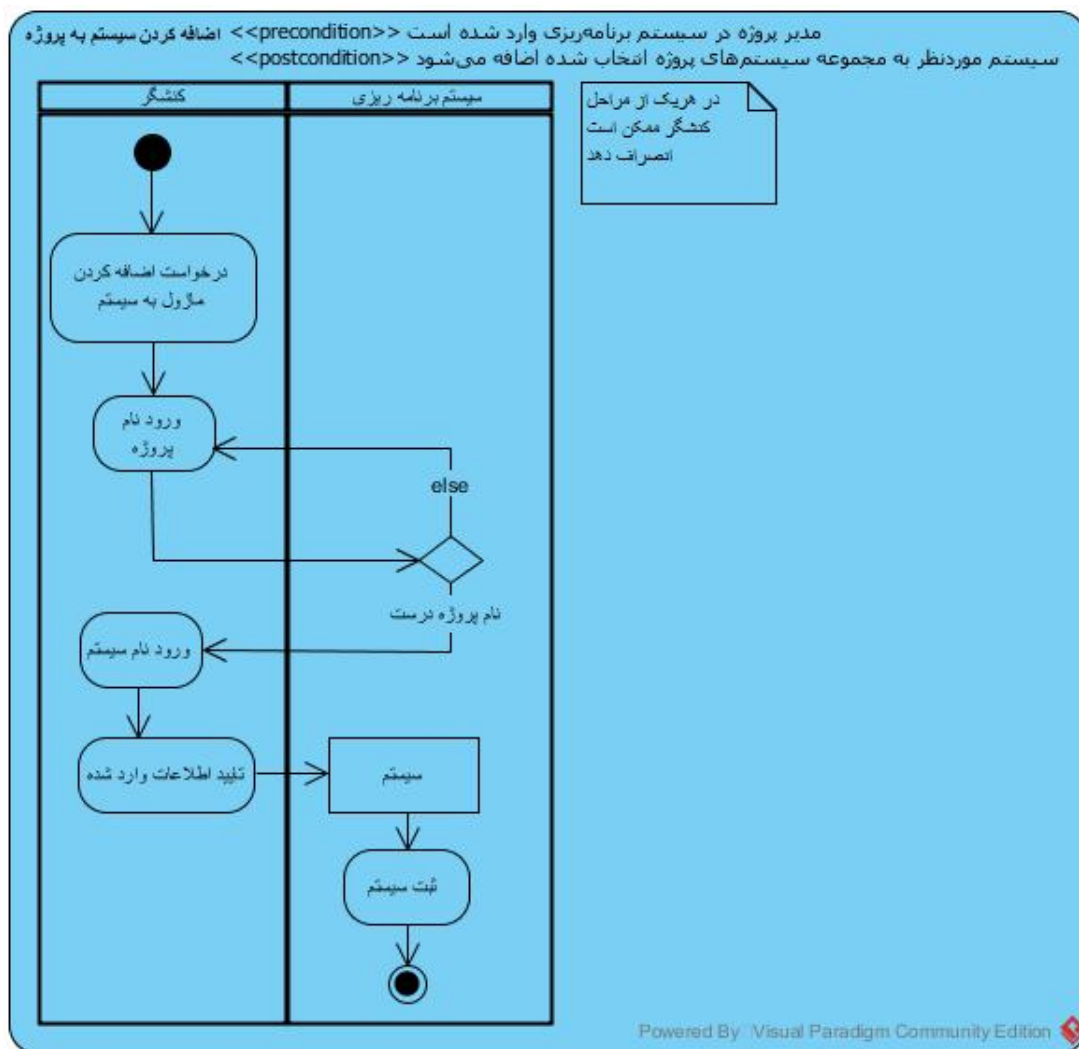 اضافه کردن سیستم به پروژه <<precondition>> مدیر پروژه در سیستم برنامه‌ریزی وارد شده است
<<postcondition>> سیستم موردنظر به مجموعه سیستم‌های پروژه انتخاب شده اضافه می‌شود
کنشگر
سیستم برنامه ریزی
در هریک از مراحل
کنشگر ممکن است
انصراف دهد
درخواست اضافه کردن
ماژول به سیستم
ورود نام
پروژه
else
نام پروژه درست
ورود نام سیستم
تایید اطلاعات وارد شده
سیستم
ثبت سیستم
Powered By Visual Paradigm Community Edition